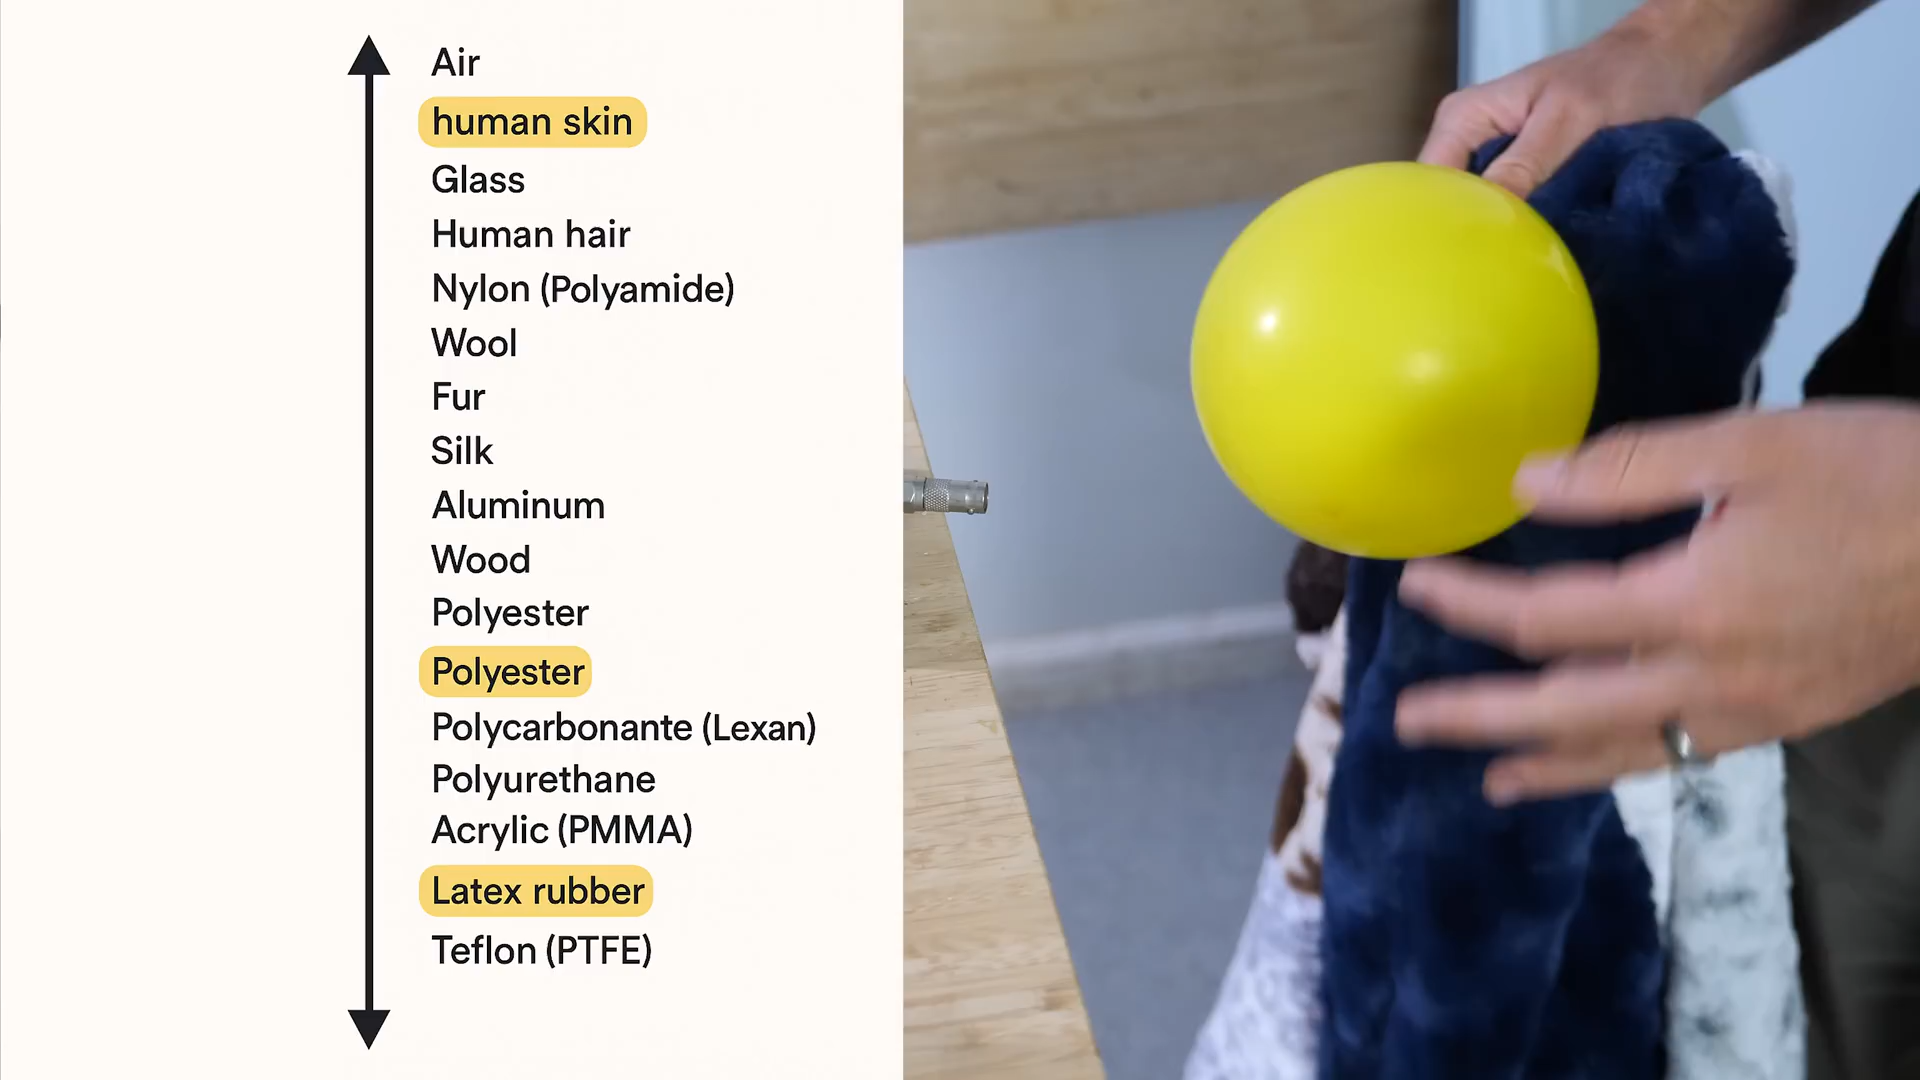 Air
human skin
Glass
Human hair
Nylon (Polyamide)
Wool
Fur
Silk
Aluminum
Wood
Polyester
Polyester
Polycarbonante (Lexan)
Polyurethane
Acrylic (PMMA)
Latex rubber
Teflon (PTFE)